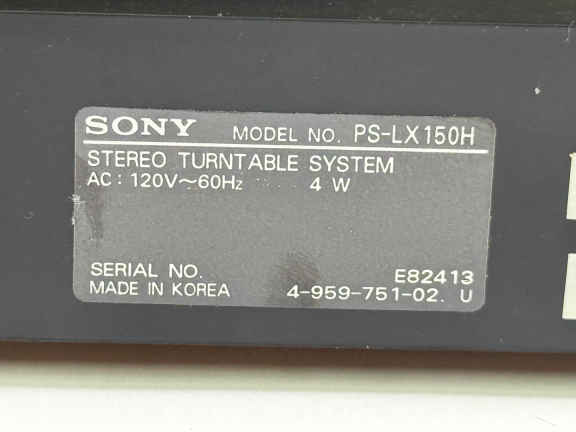 SONY MODEL NO. PS-LX150H
STEREO TURNTABLE SYSTEM
AC: 120V~60Hz 4 W
SERIAL NO. E82413
MADE IN KOREA 4-959-751-02. U